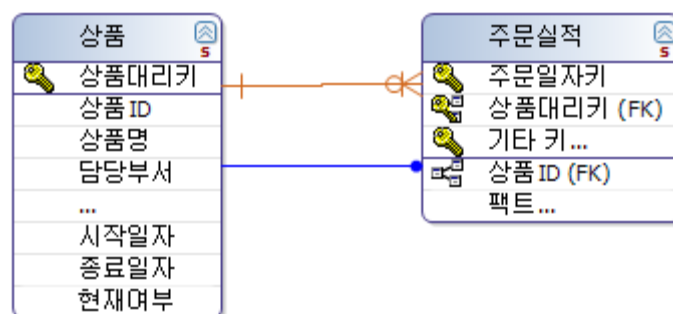 상품
S
상품대리키
상품ID
상품명
담당부서
...
시작일자
종료일자
현재여부
주문실적
S
주문일자키
상품대리키 (FK)
기타 키...
상품ID (FK)
팩트...